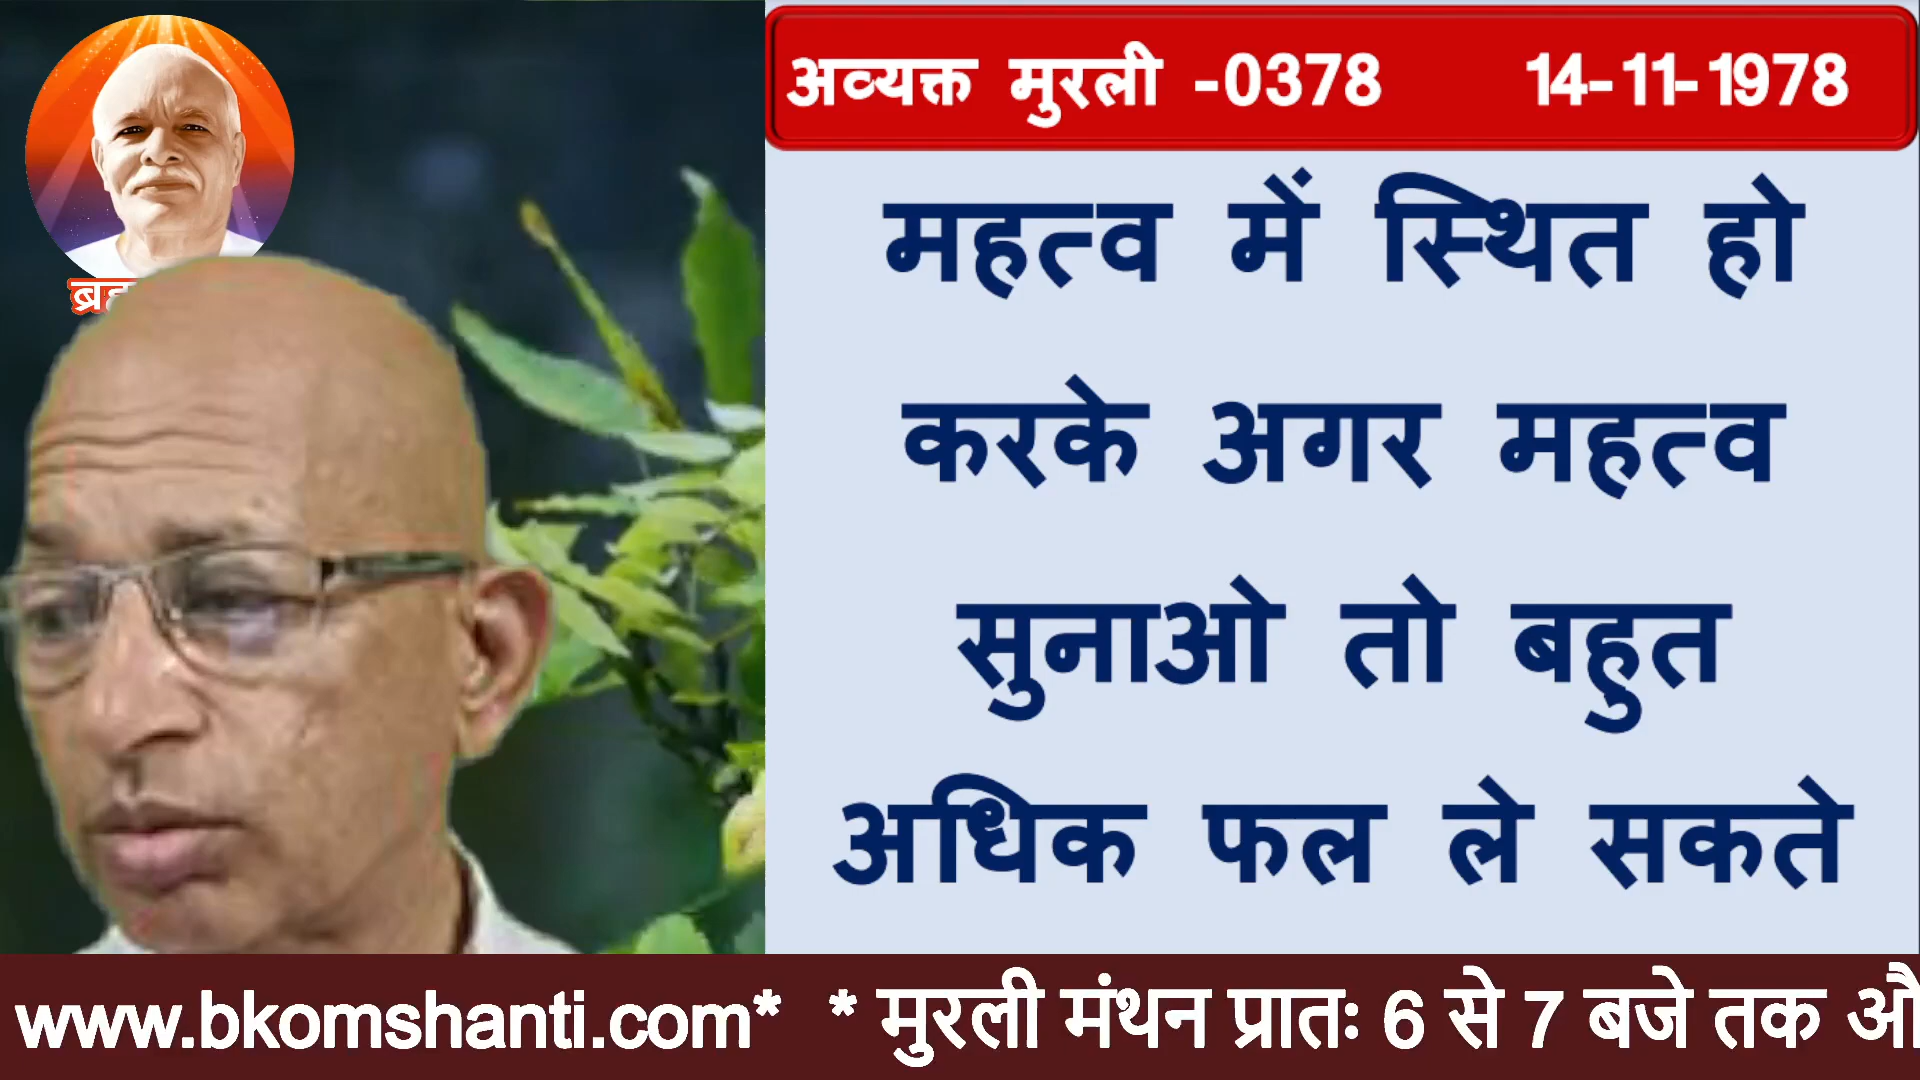 अव्यक्त मुरली -0378 14-11-1978
महत्व में स्थित हो
करके अगर महत्व
सुनाओ तो बहुत
अधिक फल ले सकते
www.bkomshanti.com* * मुरली मंथन प्रातः 6 से 7 बजे तक